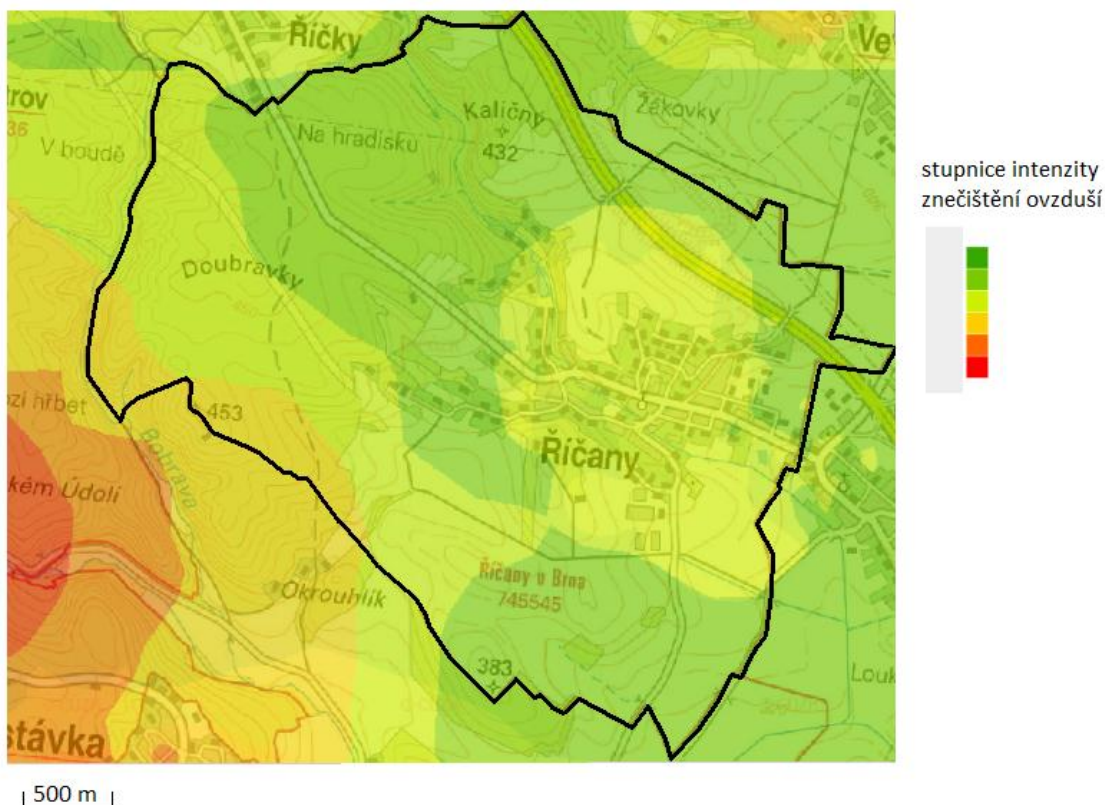 Říčky
Ve
Žákovky
Kaličný
432
trov
36
Na hradisku
V boudě
Doubravky
stupnice intenzity
znečištění ovzduší
zí hřbet
453
Bobrava
Říčany
kém Údolí
Říčany u Brna
745545
Okrouhlík
383
Louk
stávka
500 m